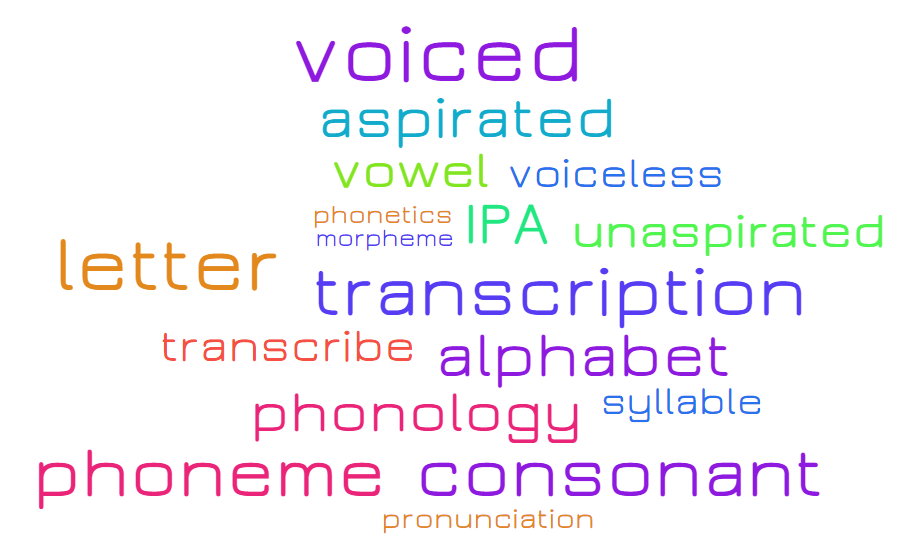 voiced
aspirated
vowel voiceless
phonetics IPA unaspirated
morpheme
letter transcription
transcribe alphabet
phonology syllable
phoneme consonant
pronunciation